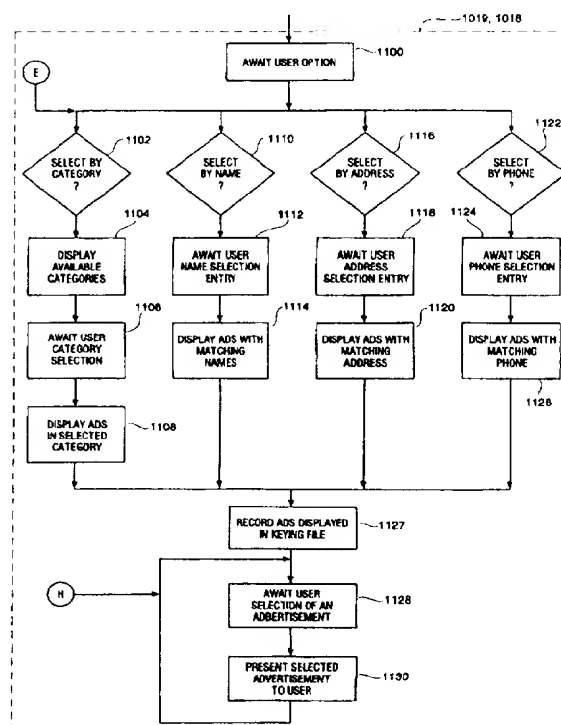 1019, 1018
AWAIT USER OPTION
1100
E
SELECT
BY
CATEGORY
?
1102
SELECT
BY NAME
?
1110
SELECT
BY ADDRESS
?
1116
SELECT
BY PHONE
?
1122
DISPLAY
AVAILABLE
CATEGORIES
1104
AWAIT USER
NAME SELECTION
ENTRY
1112
AWAIT USER
ADDRESS
SELECTION ENTRY
1118
AWAIT USER
PHONE SELECTION
ENTRY
1124
AWAIT USER
CATEGORY
SELECTION
1106
DISPLAY ADS WITH
MATCHING
NAMES
1114
DISPLAY ADS WITH
MATCHING
ADDRESS
1120
DISPLAY ADS WITH
MATCHING
PHONE
1126
DISPLAY ADS
IN SELECTED
CATEGORY
1108
RECORD ADS DISPLAYED
IN KEYING FILE
1127
H
AWAIT USER
SELECTION OF AN
ADBERTISEMENT
1128
PRESENT SELECTED
ADVERTISEMENT
TO USER
1130